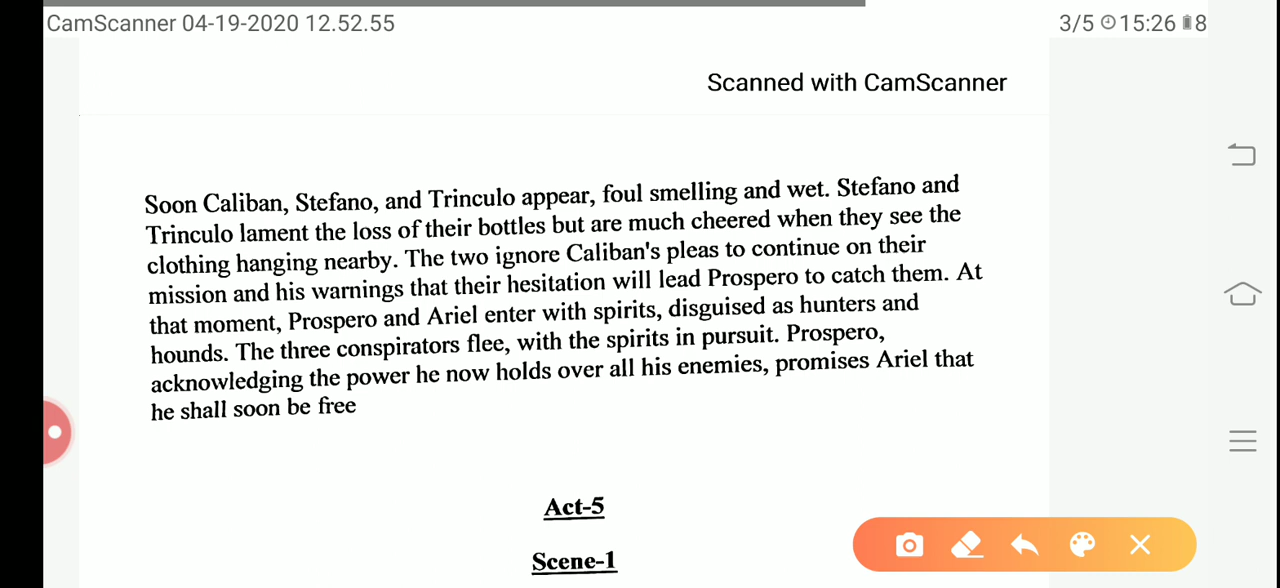 CamScanner 04-19-2020 12.52.55
3/5 15:26 8
Scanned with CamScanner
Soon Caliban, Stefano, and Trinculo appear, foul smelling and wet. Stefano and
Trinculo lament the loss of their bottles but are much cheered when they see the
clothing hanging nearby. The two ignore Caliban's pleas to continue on their
mission and his warnings that their hesitation will lead Prospero to catch them. At
that moment, Prospero and Ariel enter with spirits, disguised as hunters and
hounds. The three conspirators flee, with the spirits in pursuit. Prospero,
acknowledging the power he now holds over all his enemies, promises Ariel that
he shall soon be free
Act-5
Scene-1